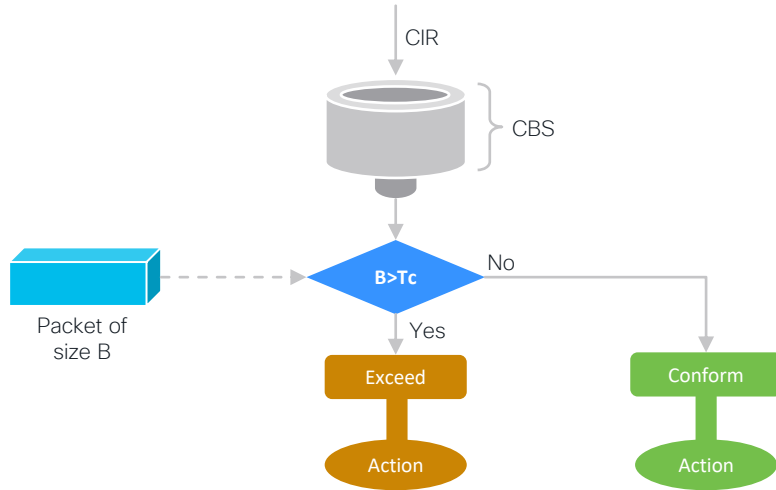 CIR
CBS
B>Tc
No
Packet of
size B
Yes
Exceed
Conform
Action
Action